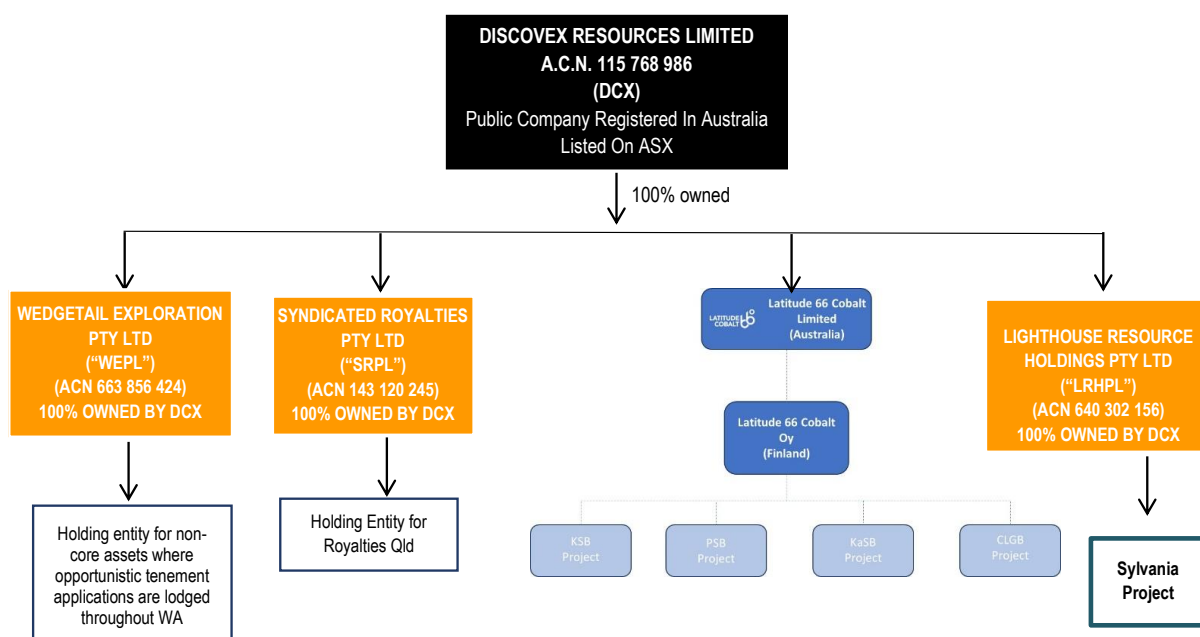 DISCOVEX RESOURCES LIMITED
A.C.N. 115 768 986
(DCX)
Public Company Registered In Australia
Listed On ASX
100% owned
WEDGETAIL EXPLORATION
PTY LTD
(“WEPL”)
(ACN 663 856 424)
100% OWNED BY DCX
SYNDICATED ROYALTIES
PTY LTD
(“SRPL”)
(ACN 143 120 245)
100% OWNED BY DCX
LATITUDE
COBALT
66
Latitude 66 Cobalt
Limited
(Australia)
LIGHTHOUSE RESOURCE
HOLDINGS PTY LTD
(“LRHPL”)
(ACN 640 302 156)
100% OWNED BY DCX
Latitude 66 Cobalt
Oy
(Finland)
Holding entity for non-
core assets where
opportunistic tenement
applications are lodged
throughout WA
Holding Entity for
Royalties Qld
KSB
Project
PSB
Project
KaSB
Project
CLGB
Project
Sylvania
Project